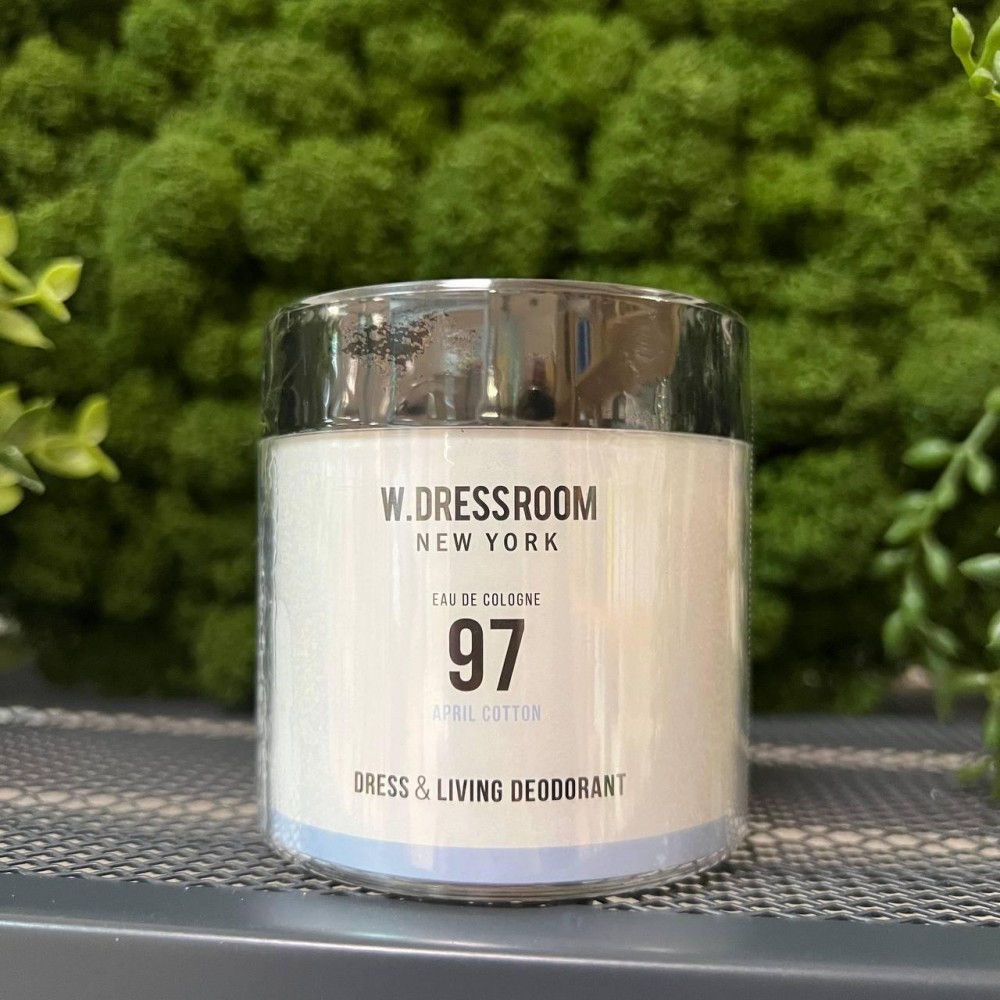 W.DRESSROOM
NEW YORK
EAU DE COLOGNE
97
APRIL COTTON
DRESS & LIVING DEODORANT